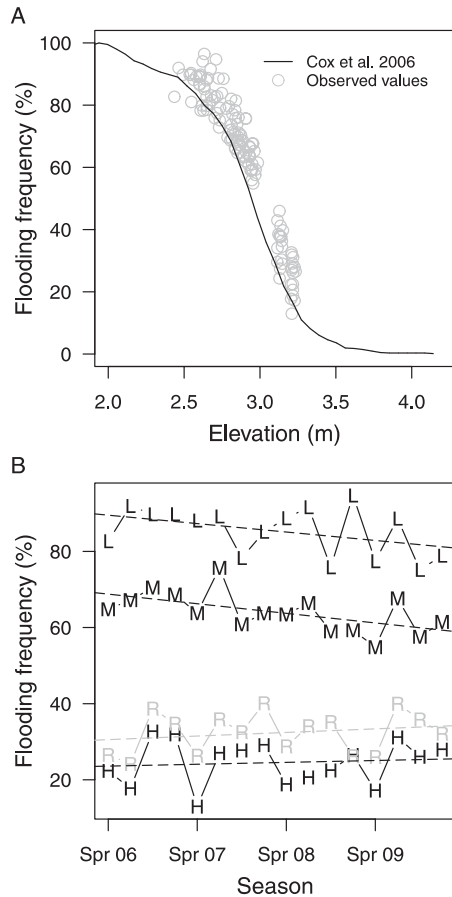 A
Flooding frequency (%)
100
80
60
40
20
0
Cox et al. 2006
Observed values
2.0 2.5 3.0 3.5 4.0
Elevation (m)
B
Flooding frequency (%)
80
60
40
20
L L L L L L L L L L L L L L L L
M M M M M M M M M M M M M M M M
R R R R R R R R R R R R R R R R
H H H H H H H H H H H H H H H H
Spr 06 Spr 07 Spr 08 Spr 09
Season